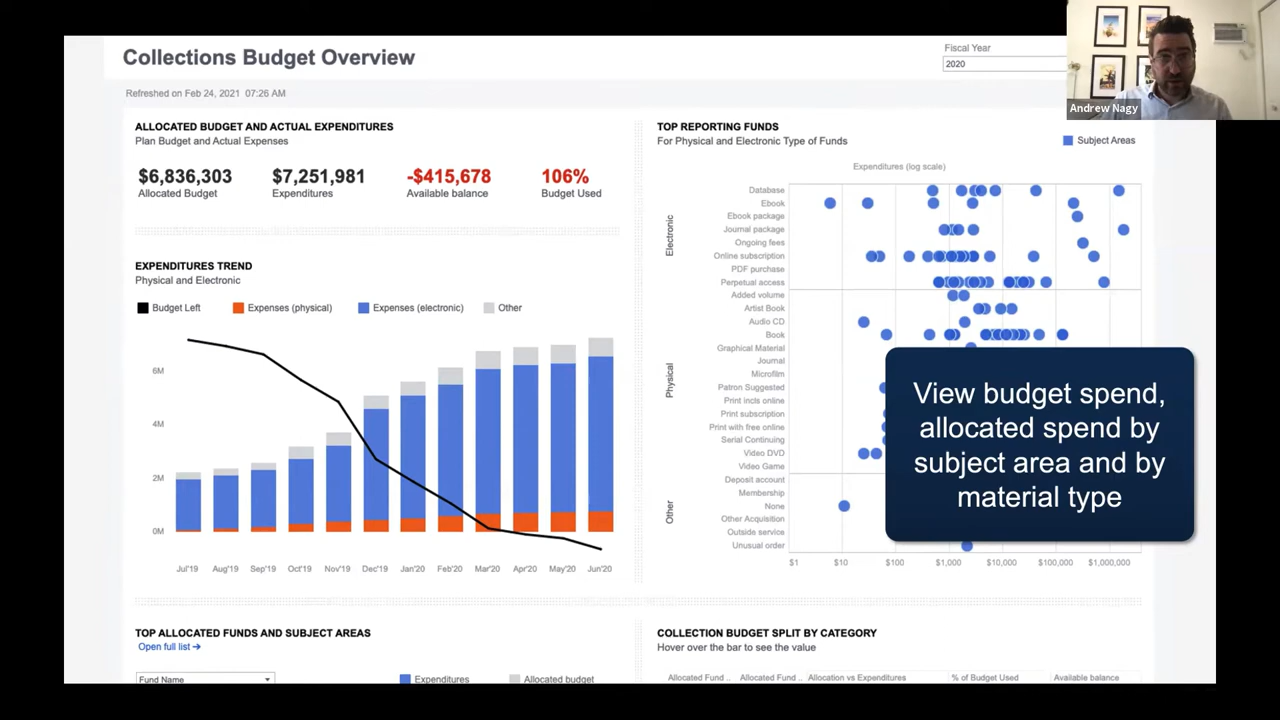 Collections Budget Overview
Fiscal Year
2020
Andrew Nagy
Refreshed on Feb 24, 2021 07:26 AM
ALLOCATED BUDGET AND ACTUAL EXPENDITURES
Plan Budget and Actual Expenses
$6,836,303
Allocated Budget
$7,251,981
Expenditures
-$415,678
Available balance
106%
Budget Used
EXPENDITURES TREND
Physical and Electronic
Budget Left
Expenses (physical)
Expenses (electronic)
Other
6M
4M
2M
0M
Jul'19
Aug'19
Sep'19
Oct'19
Nov'19
Dec'19
Jan'20
Feb'20
Mar'20
Apr'20
May'20
Jun'20
TOP REPORTING FUNDS
For Physical and Electronic Type of Funds
Subject Areas
Expenditures (log scale)
Electronic
Database
Ebook
Ebook package
Journal package
Ongoing fees
Online subscription
PDF purchase
Perpetual access
Physical
Added volume
Artist Book
Audio CD
Book
Graphical Material
Journal
Microfilm
Patron Suggested
Print incls online
Print subscription
Print with free online
Serial Continuing
Video DVD
Video Game
Other
Deposit account
Membership
None
Other Acquisition
Outside service
Unusual order
$1
$10
$100
$1,000
$10,000
$100,000
$1,000,000
View budget spend,
allocated spend by
subject area and by
material type
TOP ALLOCATED FUNDS AND SUBJECT AREAS
Open full list →
Fund Name
Expenditures
Allocated budget
COLLECTION BUDGET SPLIT BY CATEGORY
Hover over the bar to see the value
Allocated Fund ..
Allocated Fund ..
Allocation vs Expenditures
% of Budget Used
Available balance